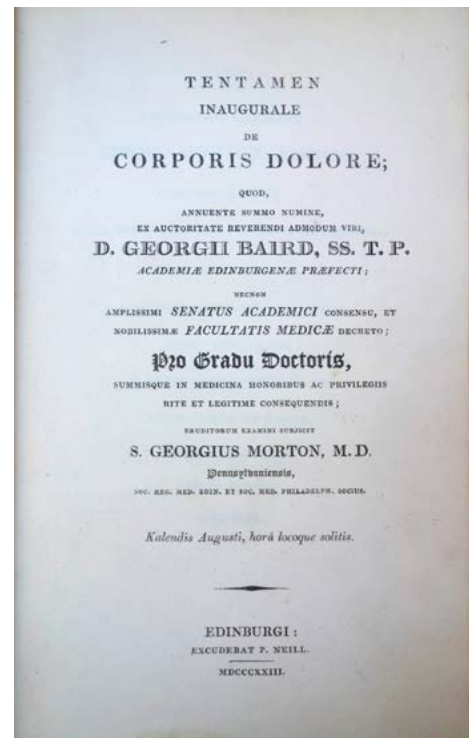 TENTAMEN
INAUGURALE
DE
CORPORIS DOLORE;
QUOD,
ANNUENTE SUMMO NUMINE,
EX AUCTORITATE REVERENDI ADMODUM VIRI,
D. GEORGII BAIRD, SS. T. P.
ACADEMIÆ EDINBURGENÆ PRÆFECTI;
NECNON
AMPLISSIMI SENATUS ACADEMICI CONSENSU, ET
NOBILISSIMÆ FACULTATIS MEDICÆ DECRETO;
Pro Gradu Doctoris,
SUMMISQUE IN MEDICINA HONORIBUS AC PRIVILEGIIS
RITE ET LEGITIME CONSEQUENDIS;
ERUDITORUM EXAMINI SUBJICIT
S. GEORGIUS MORTON, M. D.
Pennsylvaniensis,
SOC. REG. MED. EDIN. ET SOC. MED. PHILADELPH. SOCIUS.
Kalendis Augusti, horâ locoque solitis.
EDINBURGI:
EXCUDEBAT P. NEILL.
MDCCCXXIII.